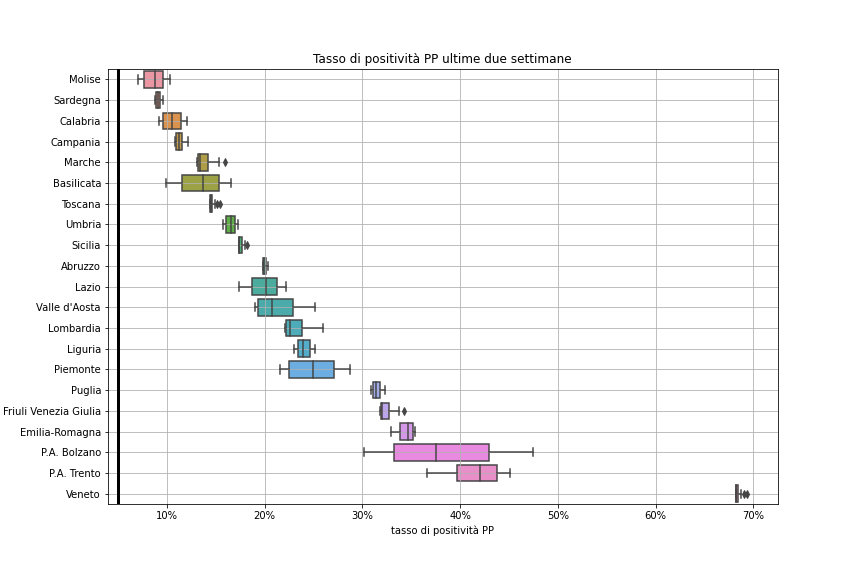 Tasso di positività PP ultime due settimane
Molise
Sardegna
Calabria
Campania
Marche
Basilicata
Toscana
Umbria
Sicilia
Abruzzo
Lazio
Valle d'Aosta
Lombardia
Liguria
Piemonte
Puglia
Friuli Venezia Giulia
Emilia-Romagna
P.A. Bolzano
P.A. Trento
Veneto
10% 20% 30% 40% 50% 60% 70%
tasso di positività PP